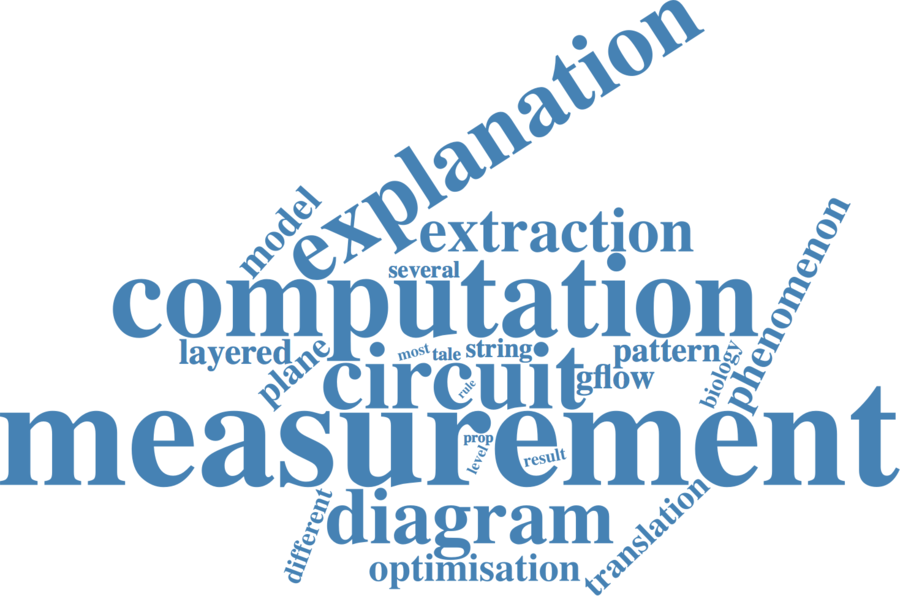 explanation
model
extraction
phenomenon
several
computation
layered
plane
most
tale
string
pattern
biology
circuit
rule
gflow
measurement
prop
level
result
different
diagram
translation
optimisation